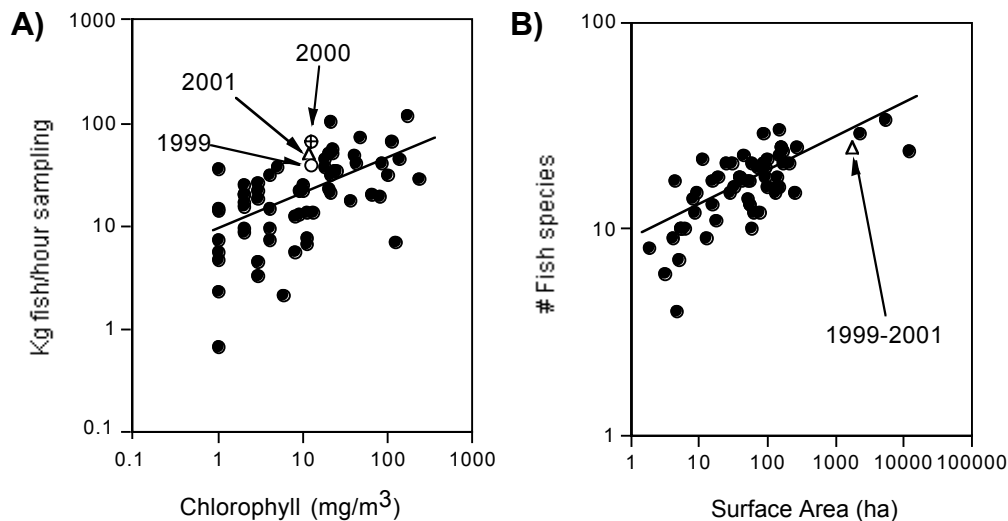 A)
1000
100
10
1
0.1
Kg fish/hour sampling
2000
2001
1999
0.1 1 10 100 1000
Chlorophyll (mg/m3)
B)
100
10
1
# Fish species
1999-2001
1 10 100 1000 10000 100000
Surface Area (ha)